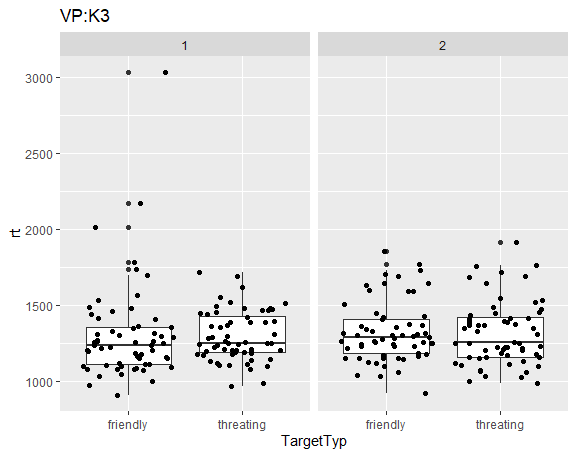 VP:K3
1 2
3000
2500
2000
1500
1000
rt
friendly threating friendly threating
TargetTyp